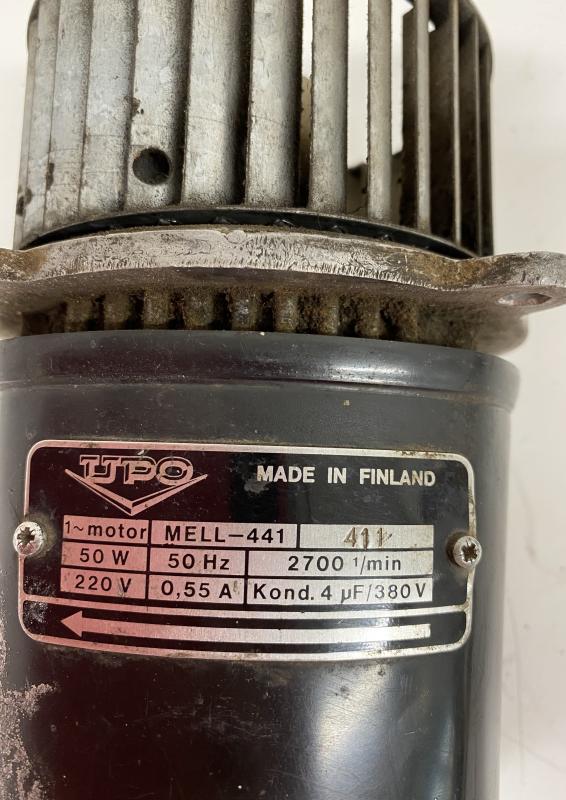 UPO MADE IN FINLAND
1~motor MELL-441 411
50 W 50 Hz 2700 1/min
220 V 0,55 A Kond. 4 µF/380 V